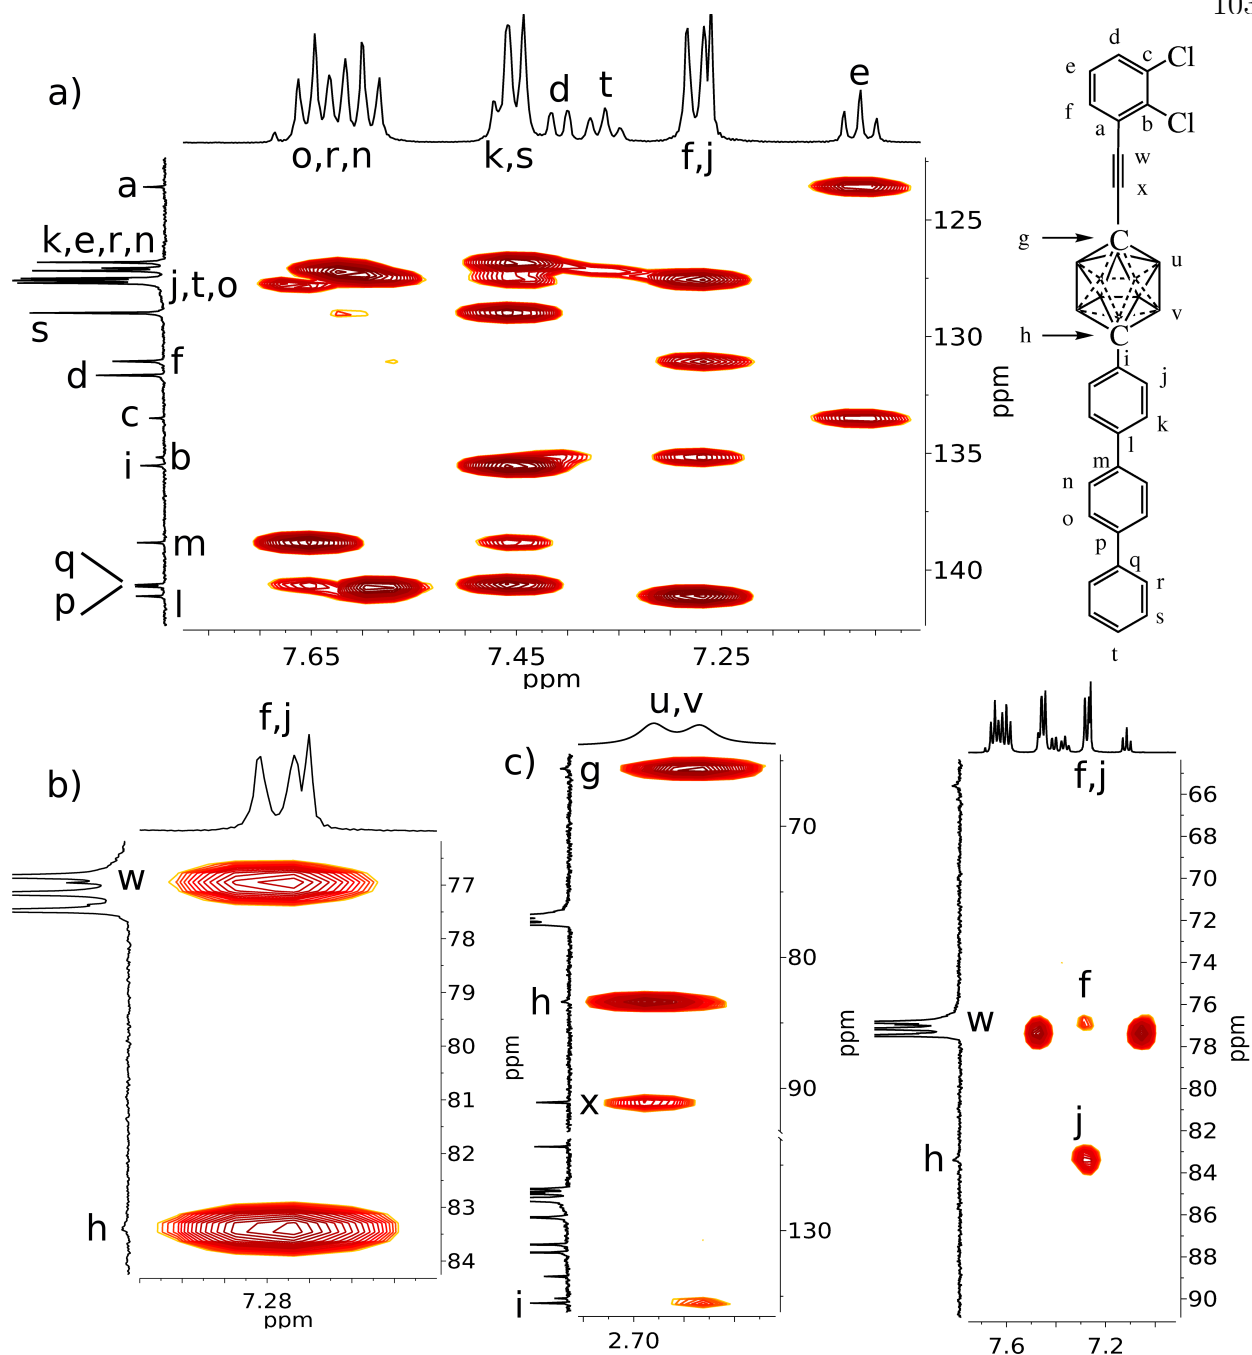 a)
d
t
e
o,r,n
k,s
f,j
a
k,e,r,n
j,t,o
s
f
d
c
b
i
m
q
p
l
125
130
135
140
ppm
7.65
7.45
7.25
ppm
d
c
Cl
e
f
a
b
Cl
w
x
g
C
u
v
h
C
i
j
k
l
m
n
o
p
q
r
s
t
b)
f,j
w
h
77
78
79
80
81
82
83
84
ppm
7.28
ppm
c)
u,v
g
h
x
i
70
80
90
130
ppm
2.70
f,j
w
f
j
h
66
68
70
72
74
76
78
80
82
84
86
88
90
ppm
7.6
7.2